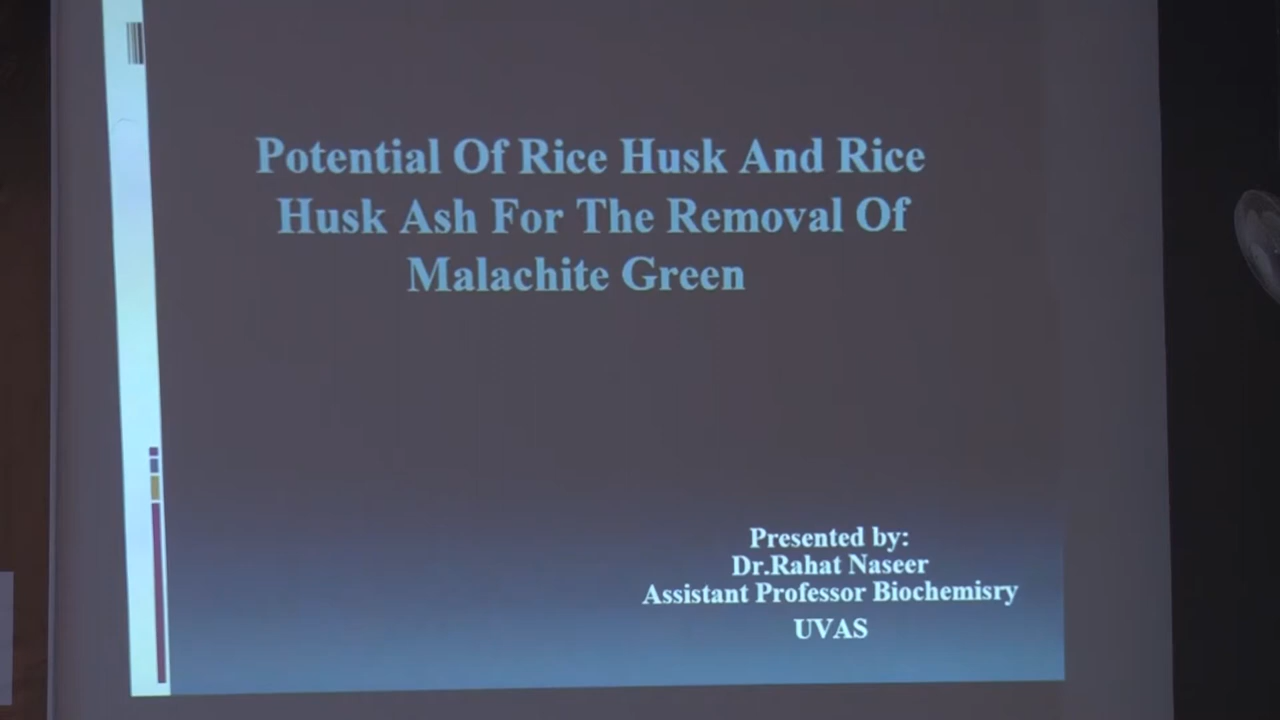 Potential Of Rice Husk And Rice
Husk Ash For The Removal Of
Malachite Green
Presented by:
Dr.Rahat Naseer
Assistant Professor Biochemisry
UVAS